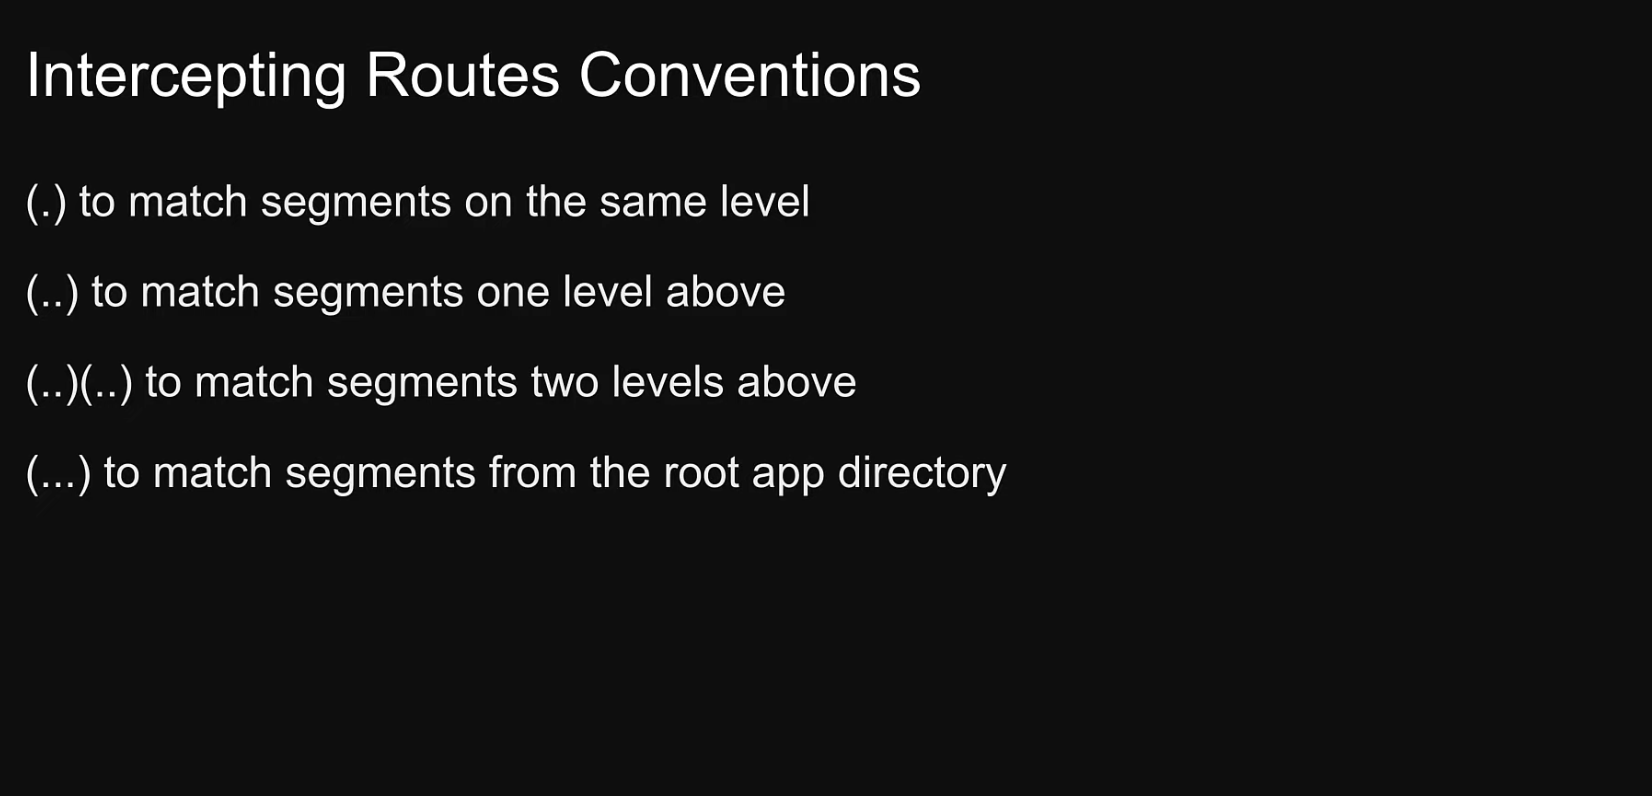 Intercepting Routes Conventions
(.) to match segments on the same level
(..) to match segments one level above
(..)(..) to match segments two levels above
(...) to match segments from the root app directory